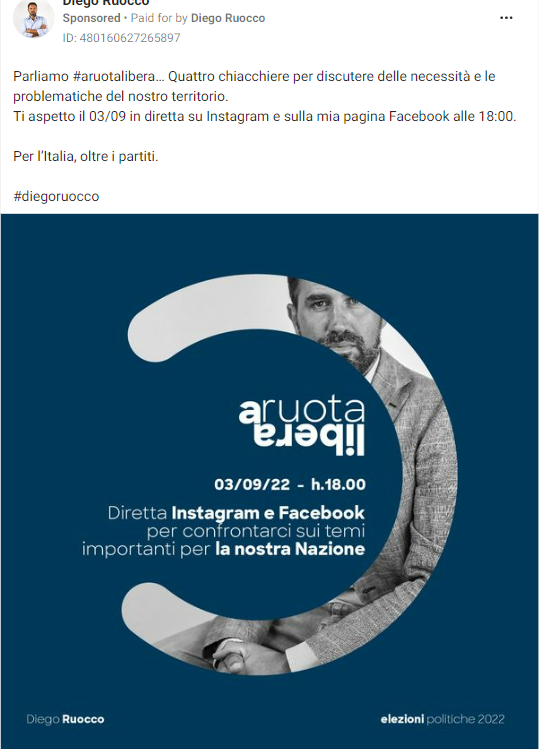 Diego Ruocco
Sponsored • Paid for by Diego Ruocco
ID: 480160627265897
Parliamo #aruotalibera... Quattro chiacchiere per discutere delle necessità e le
problematiche del nostro territorio.
Ti aspetto il 03/09 in diretta su Instagram e sulla mia pagina Facebook alle 18:00.
Per l'Italia, oltre i partiti.
#diegoruocco
aruota
libera
03/09/22 - h.18.00
Diretta Instagram e Facebook
per confrontarci sui temi
importanti per la nostra Nazione
Diego Ruocco
elezioni politiche 2022